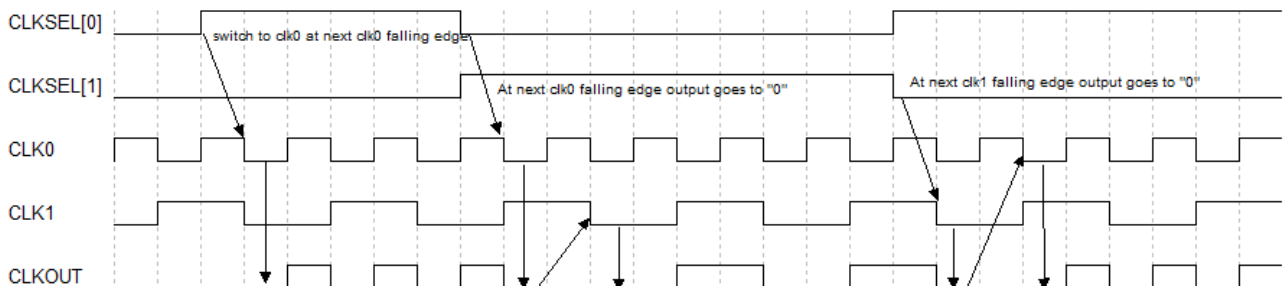 CLKSEL[0]
switch to clk0 at next clk0 falling edge
CLKSEL[1]
At next clk0 falling edge output goes to "0"
At next clk1 falling edge output goes to "0"
CLK0
CLK1
CLKOUT